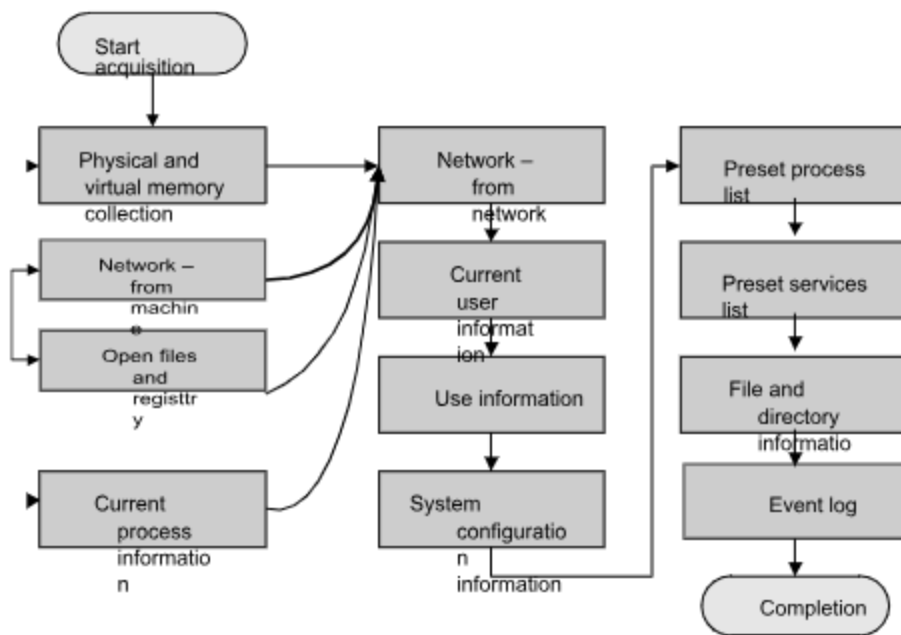 Start
acquisition
Physical and
virtual memory
collection
Network –
from
machin
e
Open files
and
registtr
y
Current
process
informatio
n
Network –
from
network
Current
user
informat
ion
Use information
System
configuratio
n
information
Preset process
list
Preset services
list
File and
directory
informatio
Event log
Completion